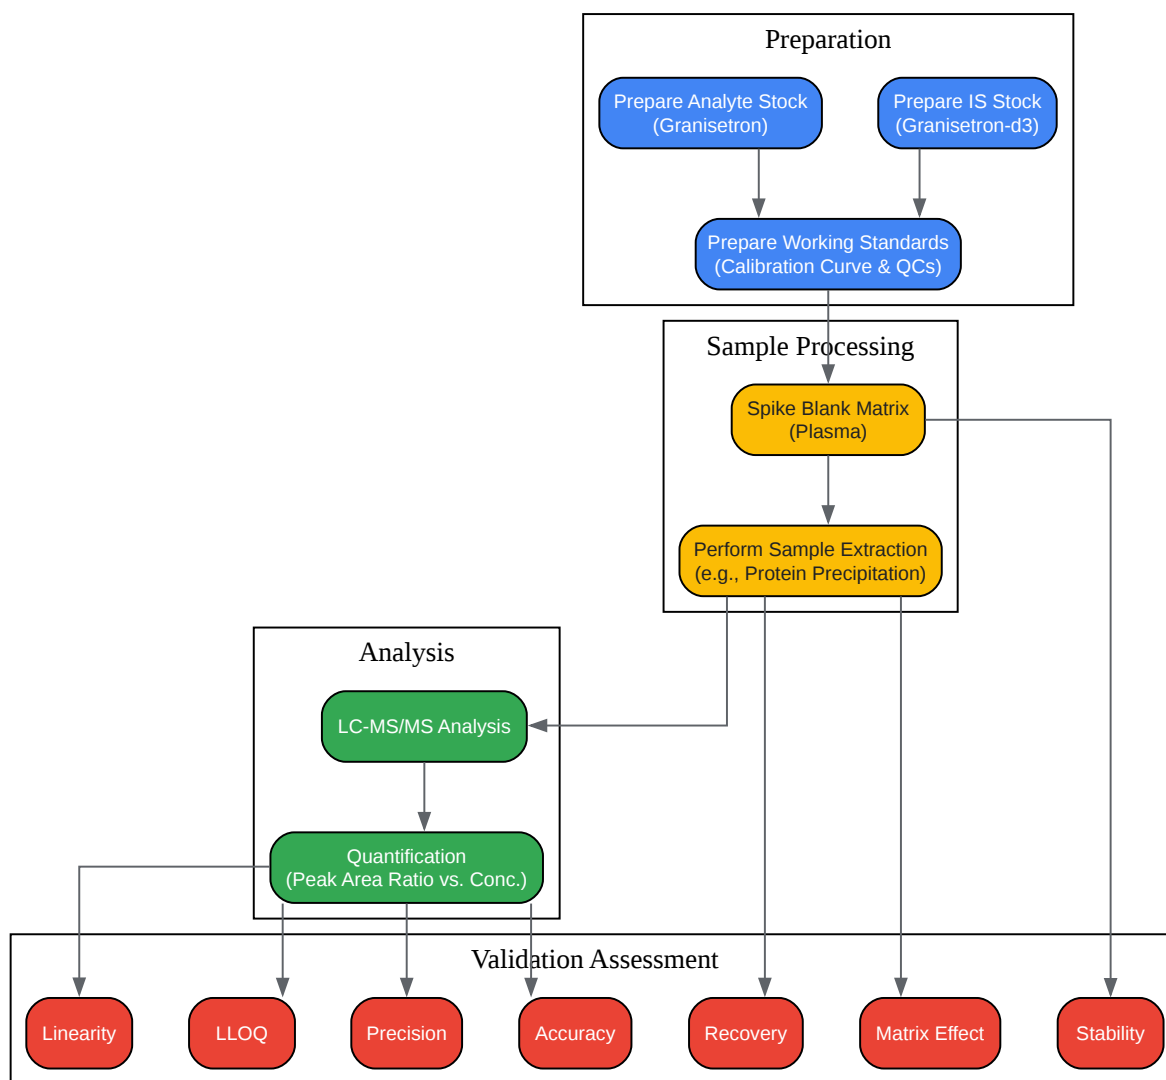 Preparation
Prepare Analyte Stock
(Granisetron)
Prepare IS Stock
(Granisetron-d3)
Prepare Working Standards
(Calibration Curve & QCs)
Sample Processing
Spike Blank Matrix
(Plasma)
Perform Sample Extraction
(e.g., Protein Precipitation)
Analysis
LC-MS/MS Analysis
Quantification
(Peak Area Ratio vs. Conc.)
Validation Assessment
Linearity
LLOQ
Precision
Accuracy
Recovery
Matrix Effect
Stability